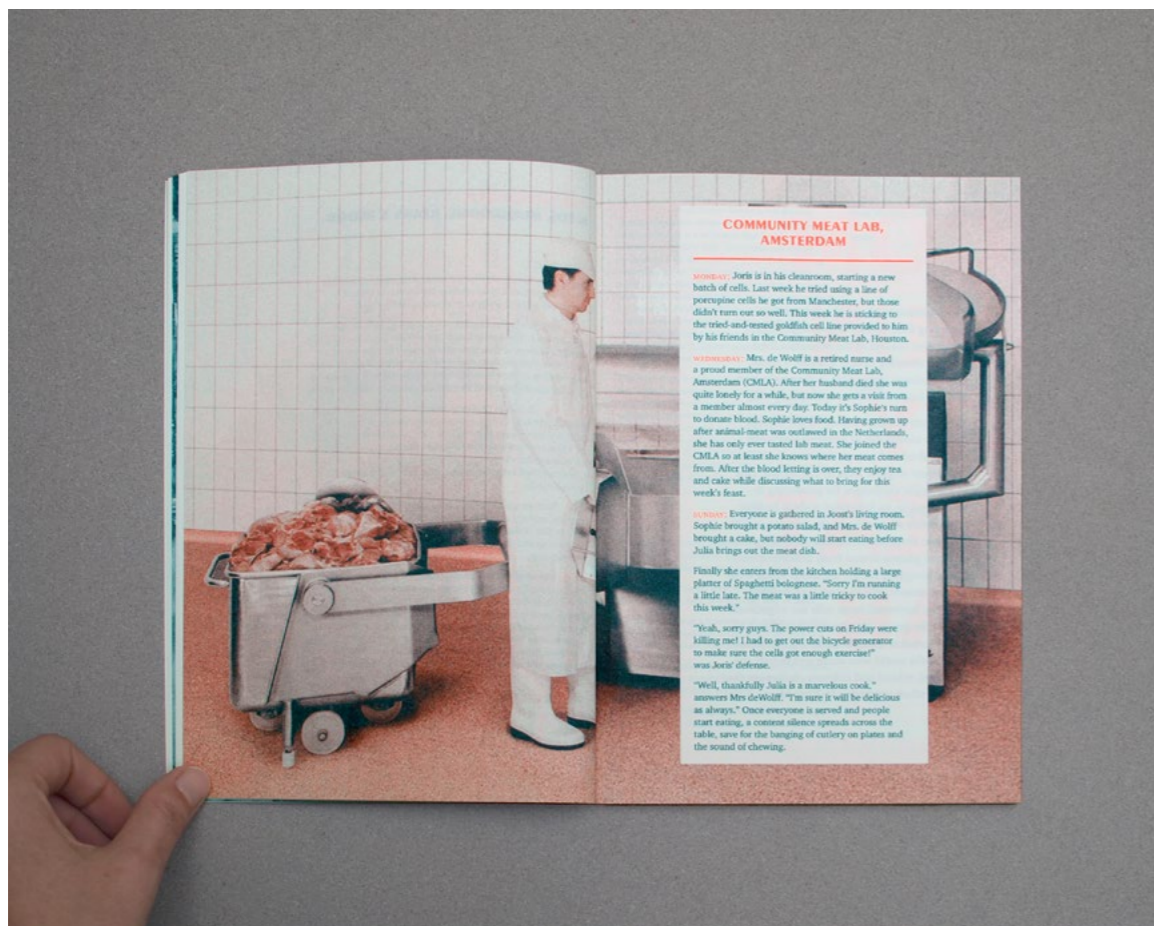 COMMUNITY MEAT LAB,
AMSTERDAM
MONDAY: Joris is in his cleanroom, starting a new
batch of cells. Last week he tried using a line of
porcupine cells he got from Manchester, but those
didn't turn out so well. This week he is sticking to
the tried-and-tested goldfish cell line provided to him
by his friends in the Community Meat Lab, Houston.
WEDNESDAY: Mrs. de Wolff is a retired nurse and
a proud member of the Community Meat Lab,
Amsterdam (CMLA). After her husband died she was
quite lonely for a while, but now she gets a visit from
a member almost every day. Today it's Sophie's turn
to donate blood. Sophie loves food. Having grown up
after animal-meat was outlawed in the Netherlands,
she has only ever tasted lab meat. She joined the
CMLA so at least she knows where her meat comes
from. After the blood letting is over, they enjoy tea
and cake while discussing what to bring for this
week's feast.
SUNDAY: Everyone is gathered in Joost's living room.
Sophie brought a potato salad, and Mrs. de Wolff
brought a cake, but nobody will start eating before
Julia brings out the meat dish.
Finally she enters from the kitchen holding a large
platter of Spaghetti bolognese. "Sorry I'm running
a little late. The meat was a little tricky to cook
this week."
"Yeah, sorry guys. The power cuts on Friday were
killing me! I had to get out the bicycle generator
to make sure the cells got enough exercise!"
was Joris' defense.
"Well, thankfully Julia is a marvelous cook,"
answers Mrs deWolff. "I'm sure it will be delicious
as always." Once everyone is served and people
start eating, a content silence spreads across the
table, save for the banging of cutlery on plates and
the sound of chewing.